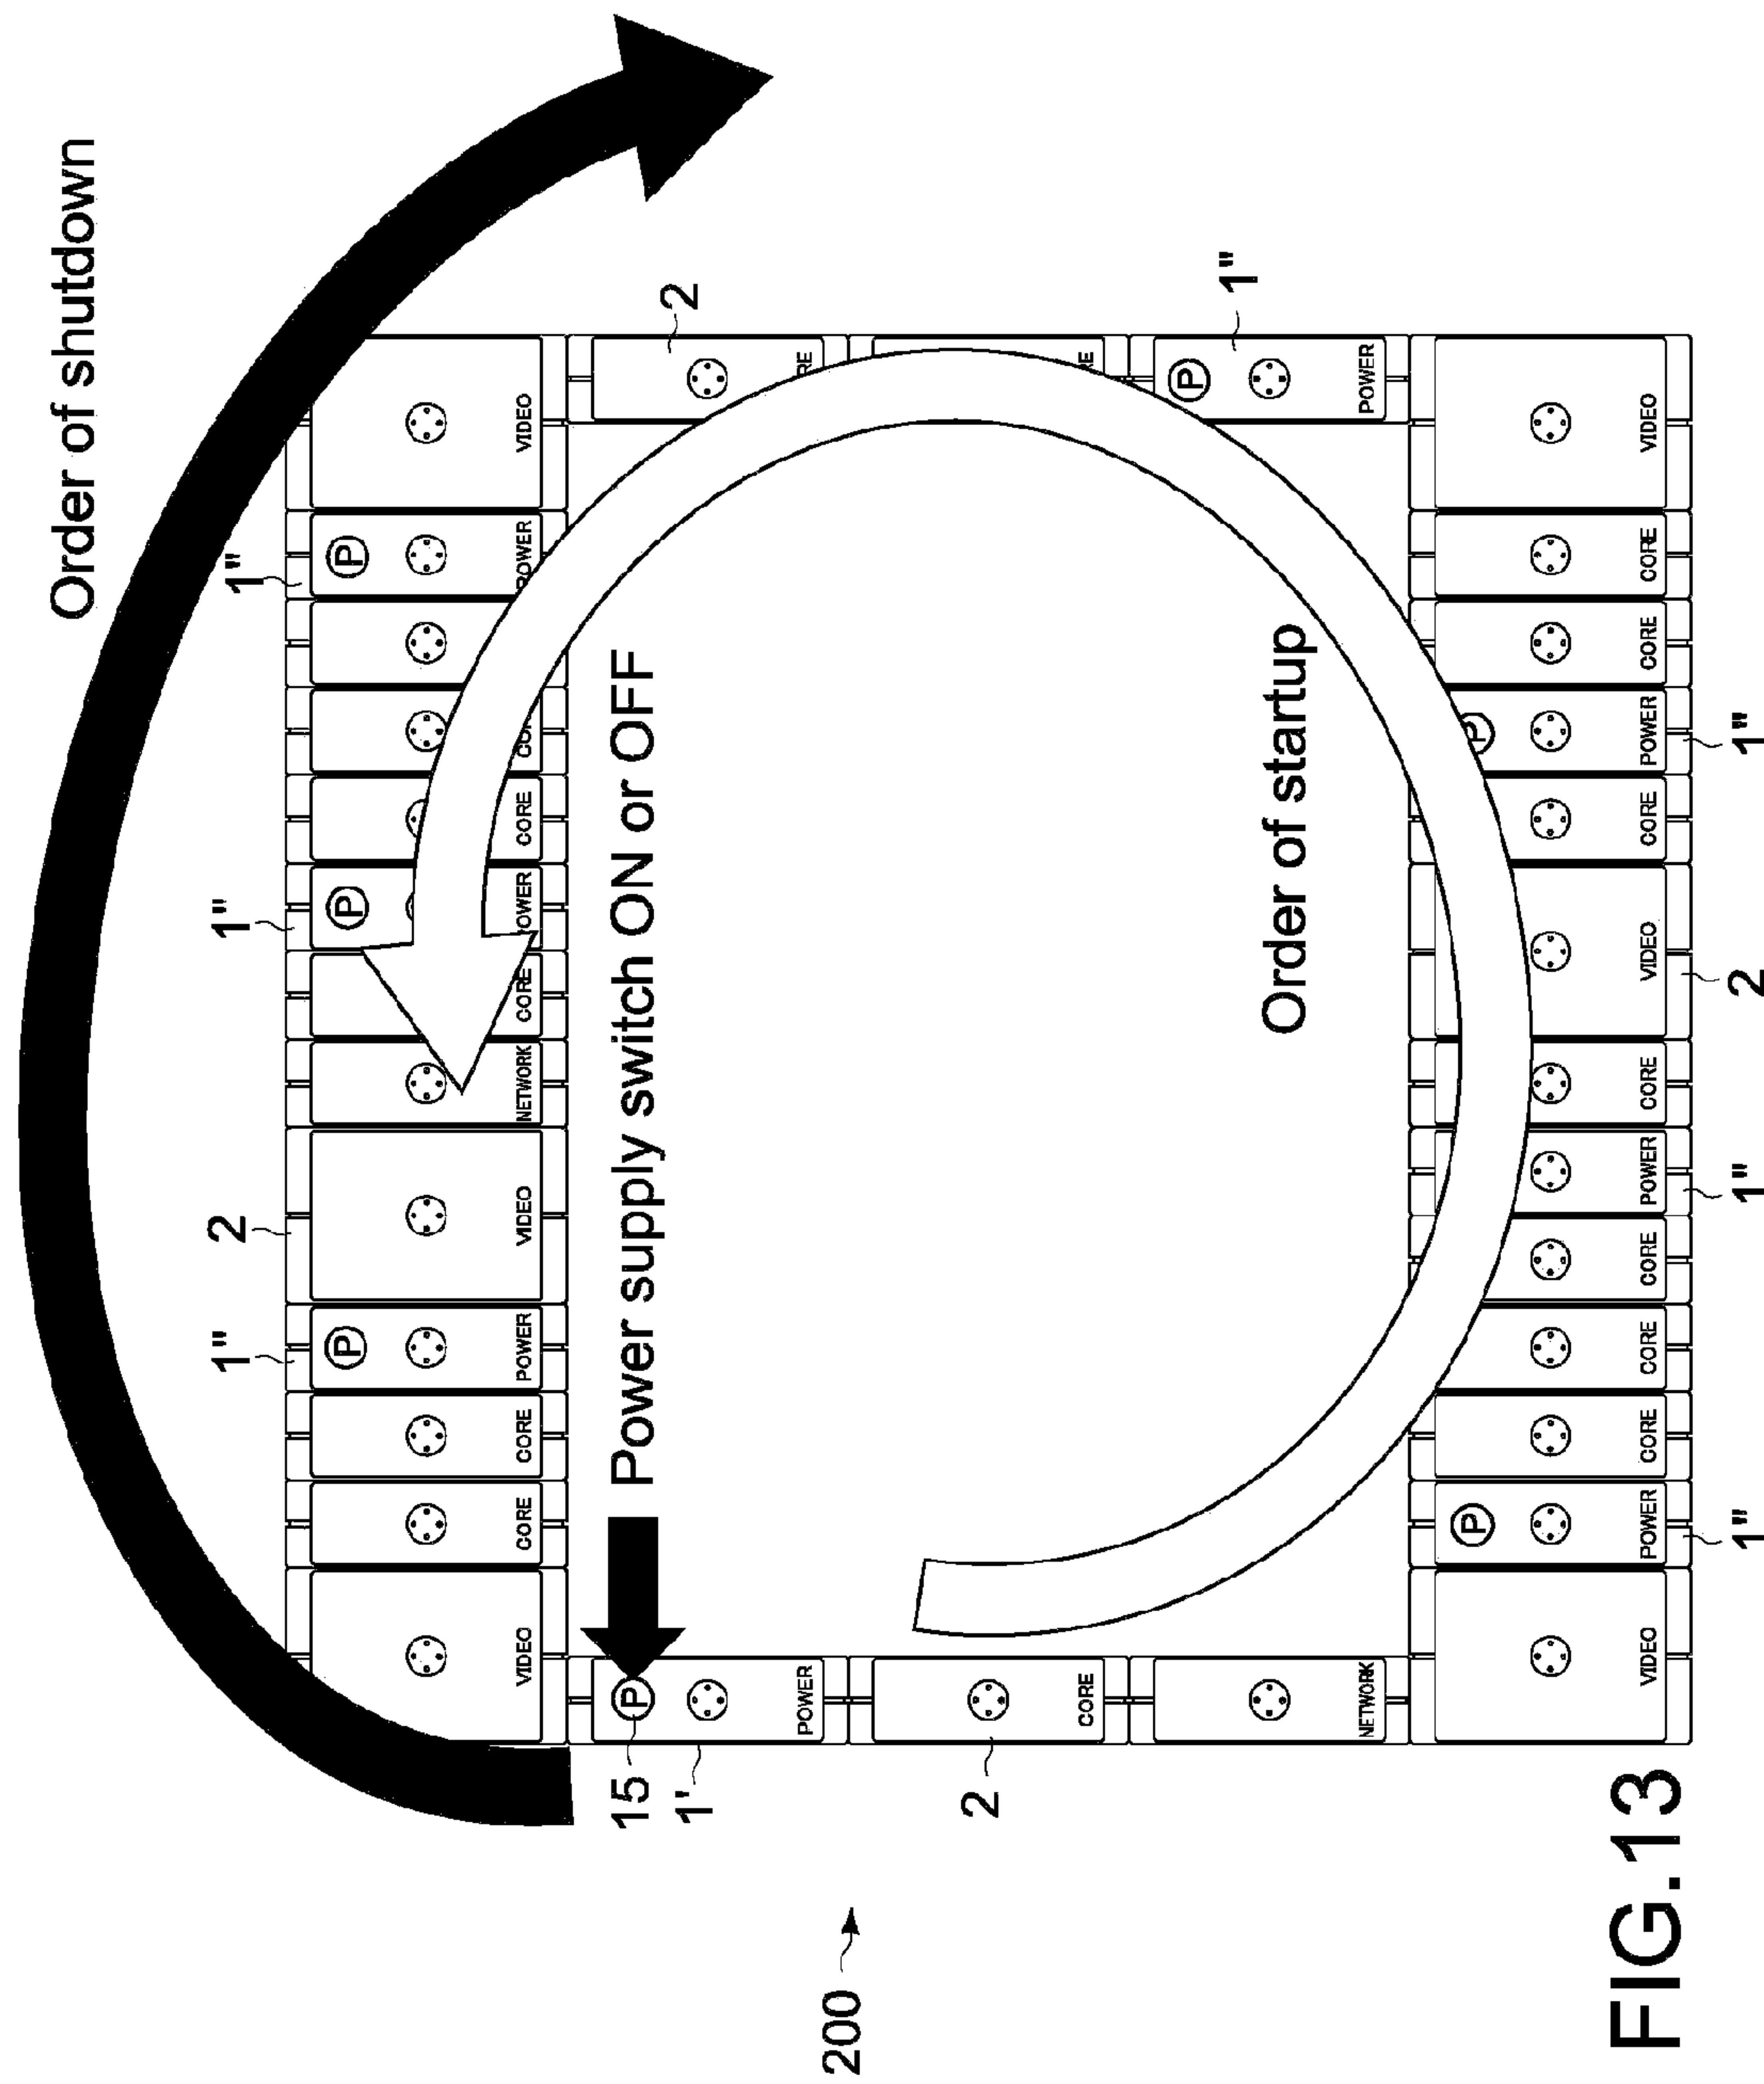 Order of shutdown
1" 2 1" 1"
P P P
VIDEO CORE CORE POWER VIDEO NETWORK CORE POWER CORE POWER VIDEO
15 P Power supply switch ON or OFF
1' 2
POWER
200
2
CORE
P 1"
Order of startup
NETWORK POWER
P P
VIDEO POWER CORE CORE CORE POWER CORE VIDEO CORE POWER CORE CORE VIDEO
FIG.13
1" 1" 2 1"